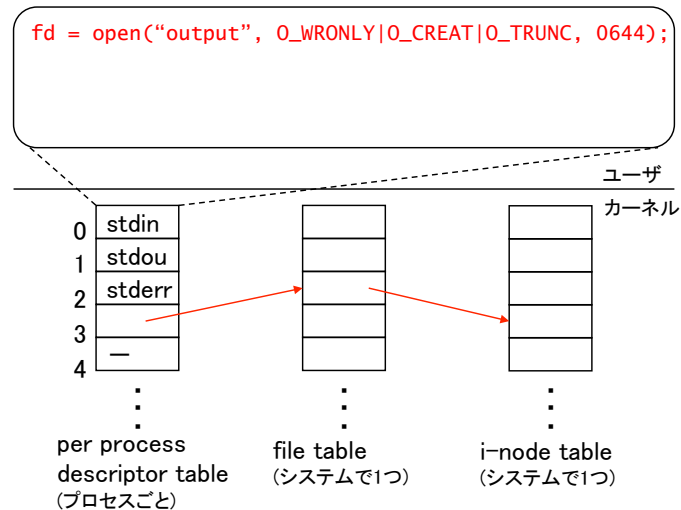 fd = open(“output”, O_WRONLY|O_CREAT|O_TRUNC, 0644);
ユーザ
カーネル
0 stdin
1 stdou
2 stderr
3
4 —
per process
descriptor table
(プロセスごと)
file table
(システムで1つ)
i-node table
(システムで1つ)